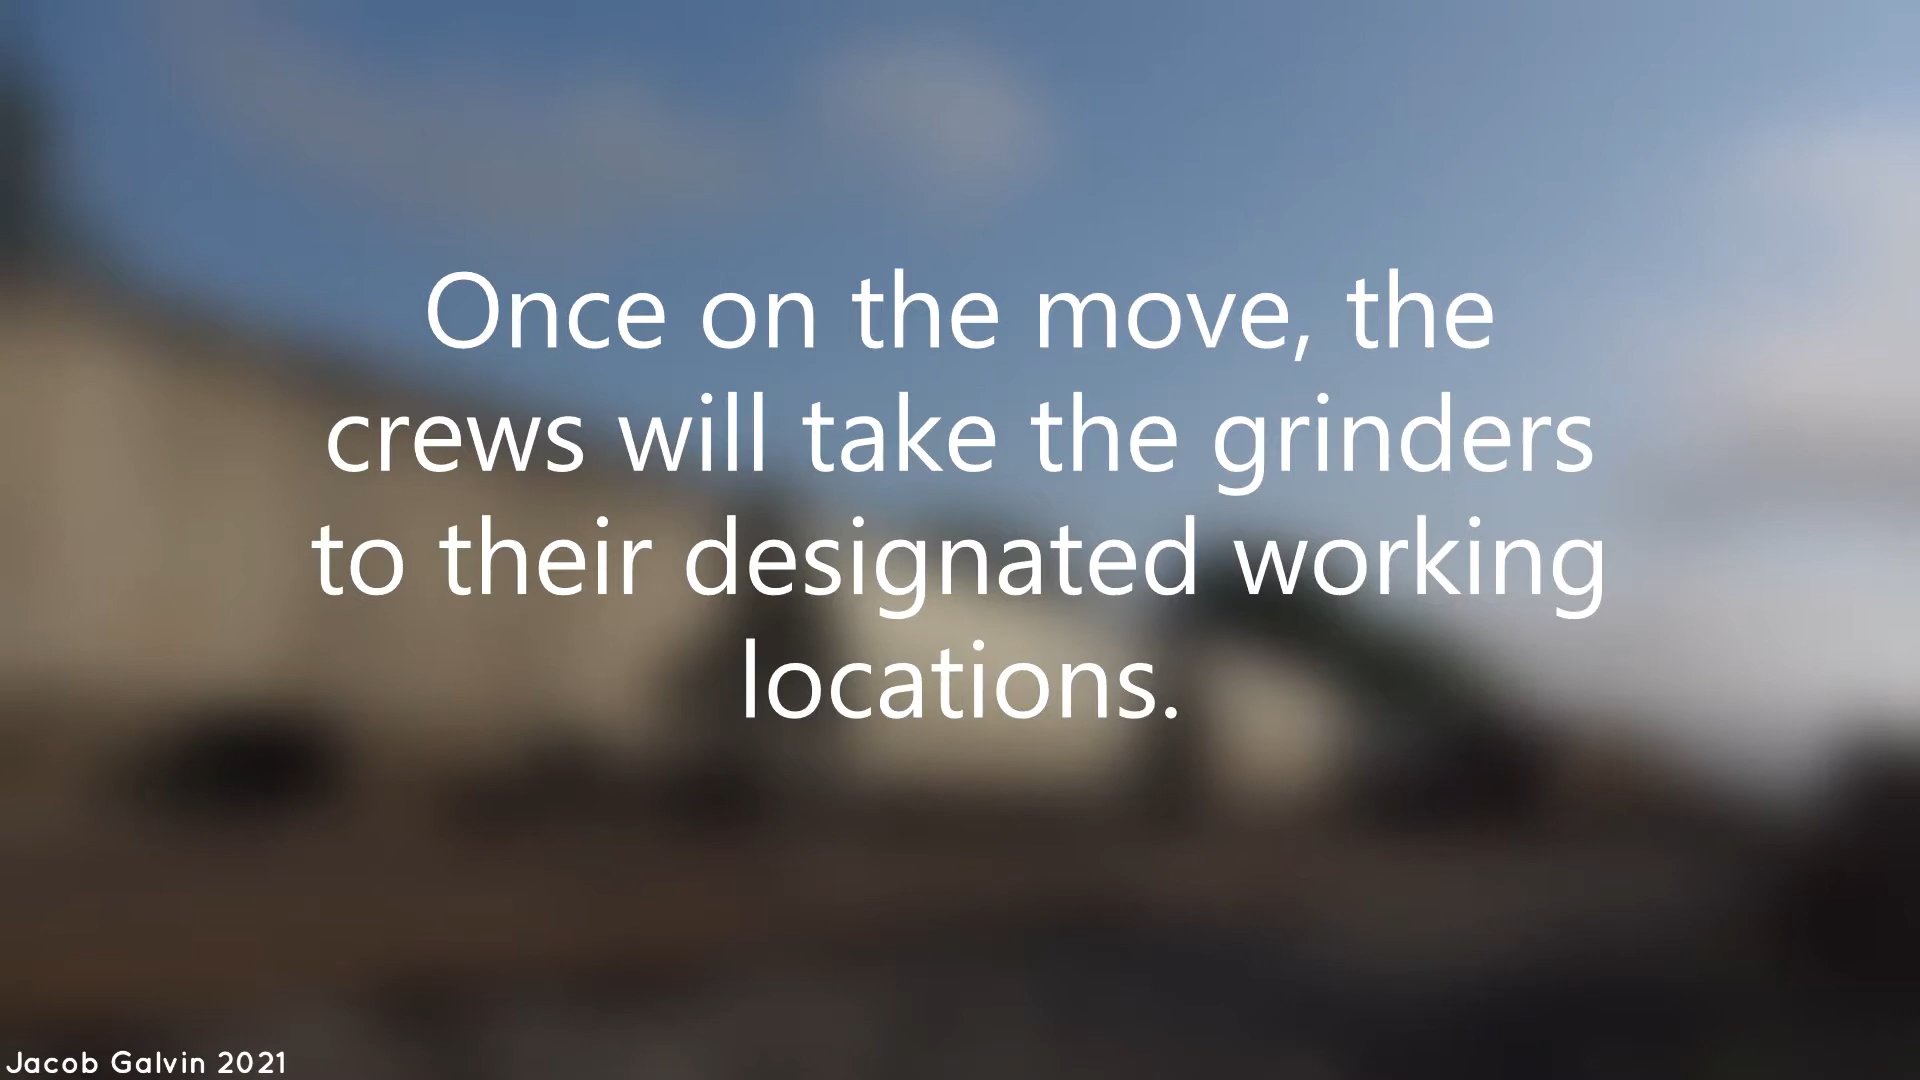 Once on the move, the
crews will take the grinders
to their designated working
locations.
Jacob Galvin 2021